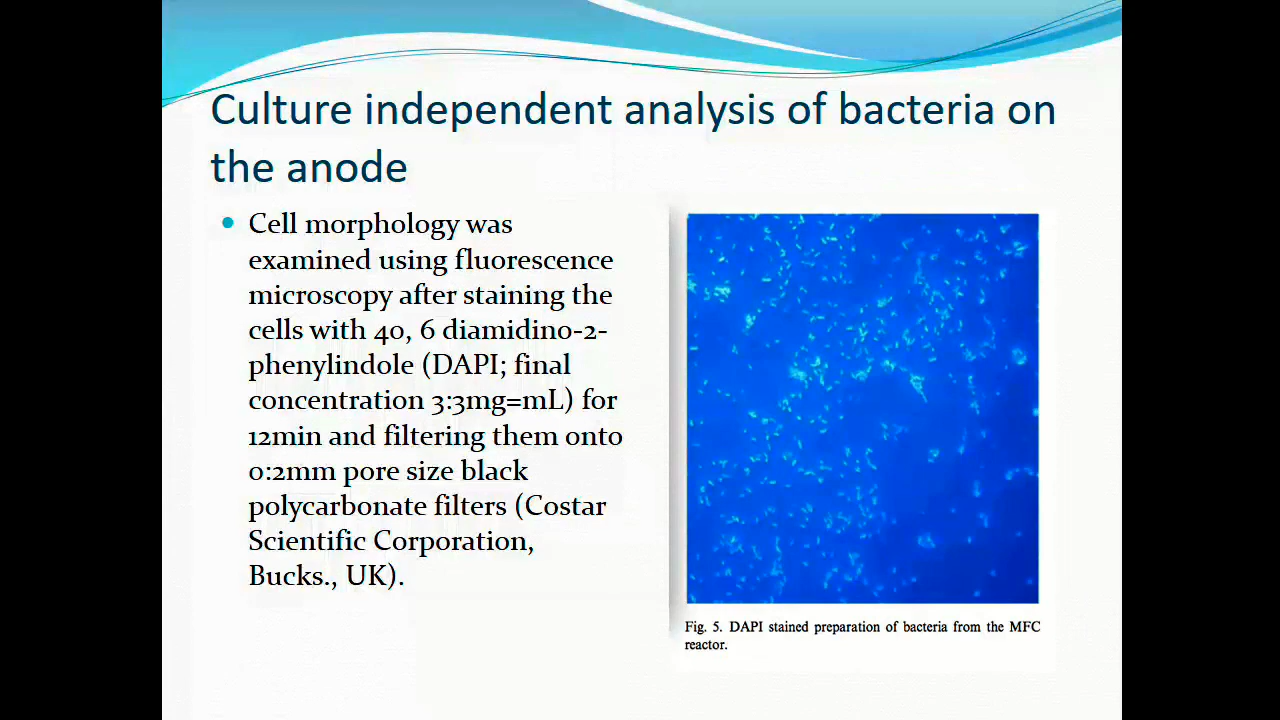 Culture independent analysis of bacteria on
the anode
• Cell morphology was
examined using fluorescence
microscopy after staining the
cells with 40, 6 diamidino-2-
phenylindole (DAPI; final
concentration 3:3mg=mL) for
12min and filtering them onto
0:2mm pore size black
polycarbonate filters (Costar
Scientific Corporation,
Bucks., UK).
Fig. 5. DAPI stained preparation of bacteria from the MFC
reactor.